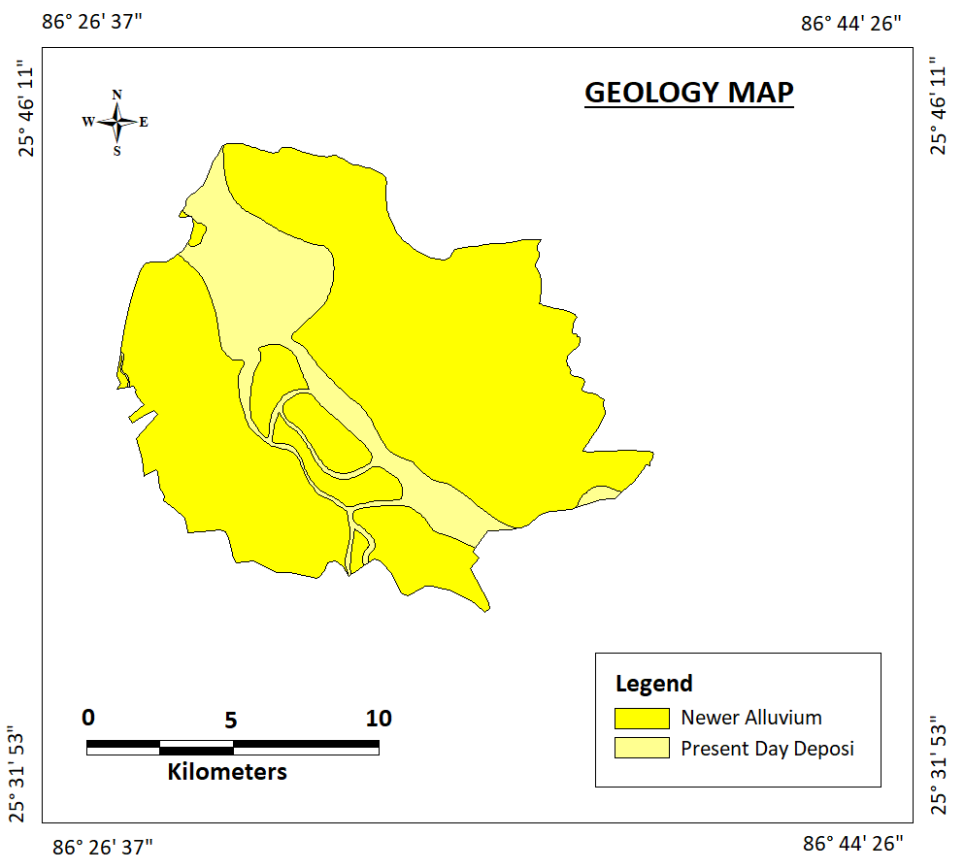 86° 26' 37"
86° 44' 26"
25° 46' 11"
25° 46' 11"
GEOLOGY MAP
N
W E
S
Legend
Newer Alluvium
Present Day Deposi
0 5 10
Kilometers
25° 31' 53"
25° 31' 53"
86° 26' 37"
86° 44' 26"